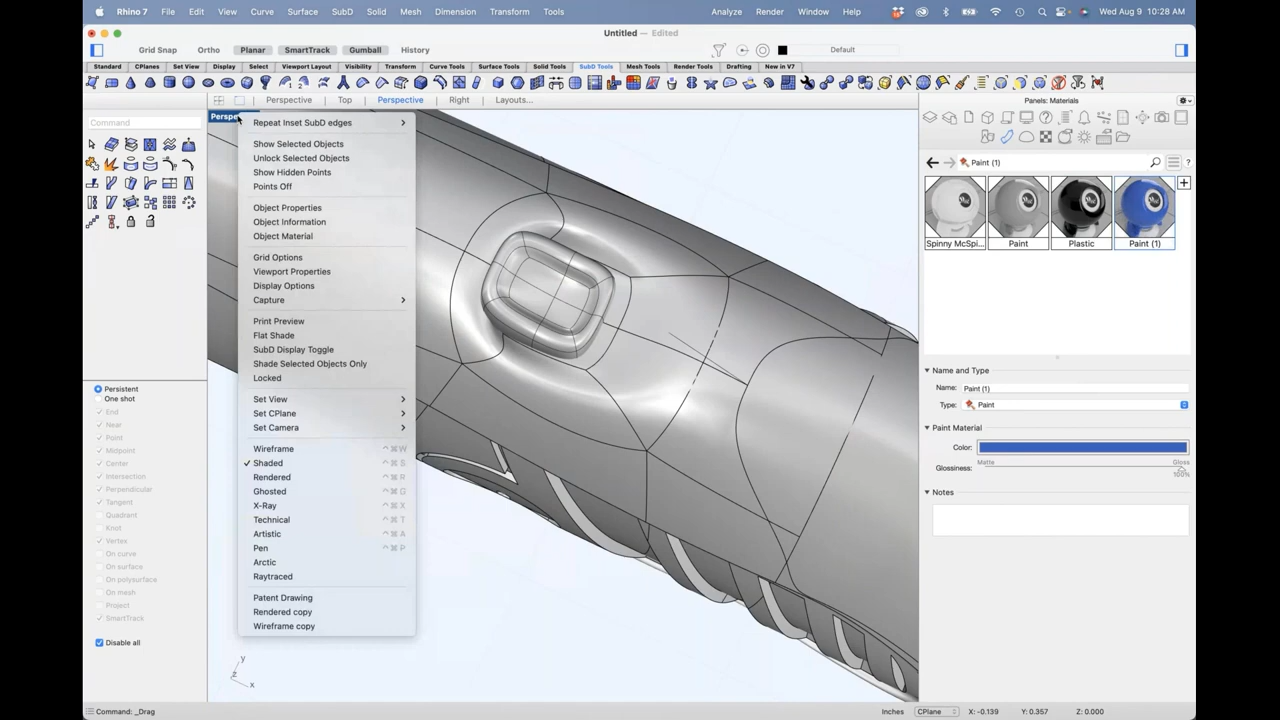 Rhino 7 File Edit View Curve Surface SubD Solid Mesh Dimension Transform Tools Analyze Render Window Help Wed Aug 9 10:28 AM
Untitled — Edited
Grid Snap Ortho Planar SmartTrack Gumball History Default
Standard CPlanes Set View Display Select Viewport Layout Visibility Transform Curve Tools Surface Tools Solid Tools SubD Tools Mesh Tools Render Tools Drafting New in V7
Perspective Top Perspective Right Layouts...
Panels: Materials
Command
Perspe
Repeat Inset SubD edges
Show Selected Objects
Unlock Selected Objects
Show Hidden Points
Points Off
Object Properties
Object Information
Object Material
Grid Options
Viewport Properties
Display Options
Capture
Print Preview
Flat Shade
SubD Display Toggle
Shade Selected Objects Only
Locked
Set View
Set CPlane
Set Camera
Wireframe ^⌘W
Shaded ^⌘S
Rendered ^⌘R
Ghosted ^⌘G
X-Ray ^⌘X
Technical ^⌘T
Artistic ^⌘A
Pen ^⌘P
Arctic
Raytraced
Patent Drawing
Rendered copy
Wireframe copy
Persistent
One shot
End
Near
Point
Midpoint
Center
Intersection
Perpendicular
Tangent
Quadrant
Knot
Vertex
On curve
On surface
On polysurface
On mesh
Project
SmartTrack
Disable all
y
z
x
Paint (1)
Spinny McSpi... Paint Plastic Paint (1)
Name and Type
Name: Paint (1)
Type: Paint
Paint Material
Color:
Matte Gloss
Glossiness:
100%
Notes
Command: _Drag Inches CPlane X: -0.139 Y: 0.357 Z: 0.000